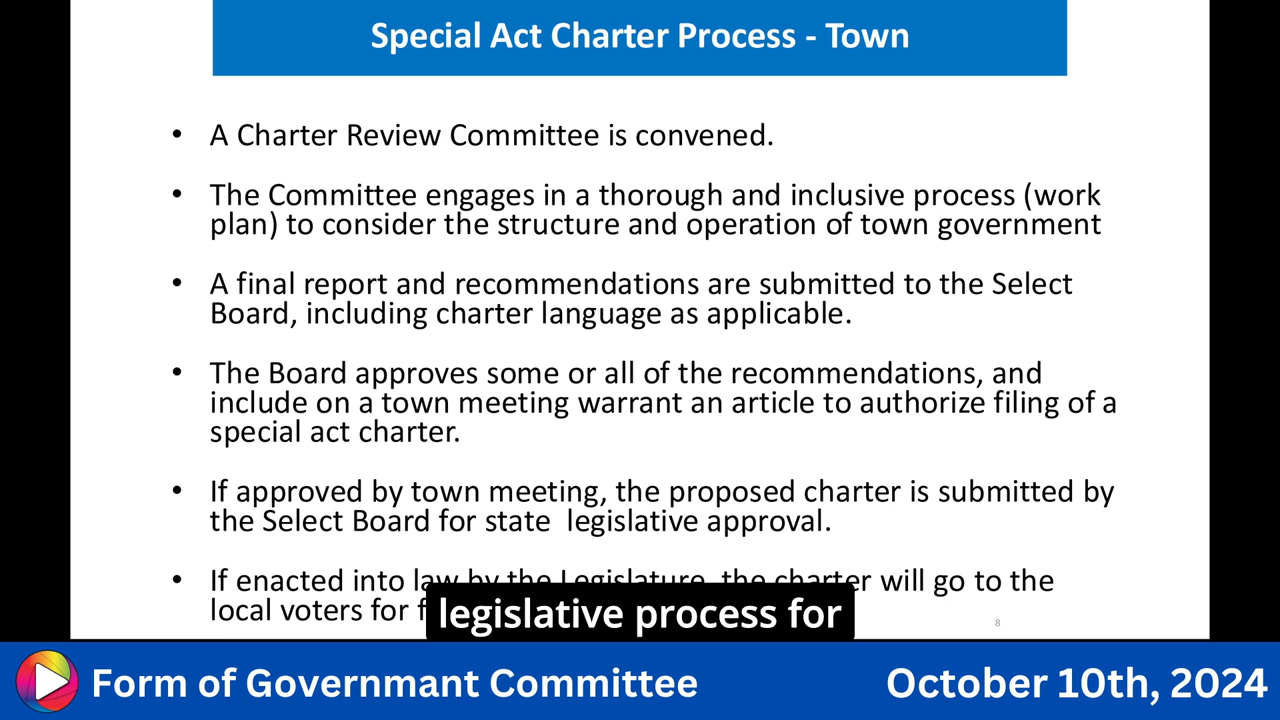 Special Act Charter Process - Town
• A Charter Review Committee is convened.
• The Committee engages in a thorough and inclusive process (work
plan) to consider the structure and operation of town government
• A final report and recommendations are submitted to the Select
Board, including charter language as applicable.
• The Board approves some or all of the recommendations, and
include on a town meeting warrant an article to authorize filing of a
special act charter.
• If approved by town meeting, the proposed charter is submitted by
the Select Board for state  legislative approval.
• If enacted into law by the Legislature, the charter will go to the
local voters for
legislative process for
8
Form of Governmant Committee
October 10th, 2024